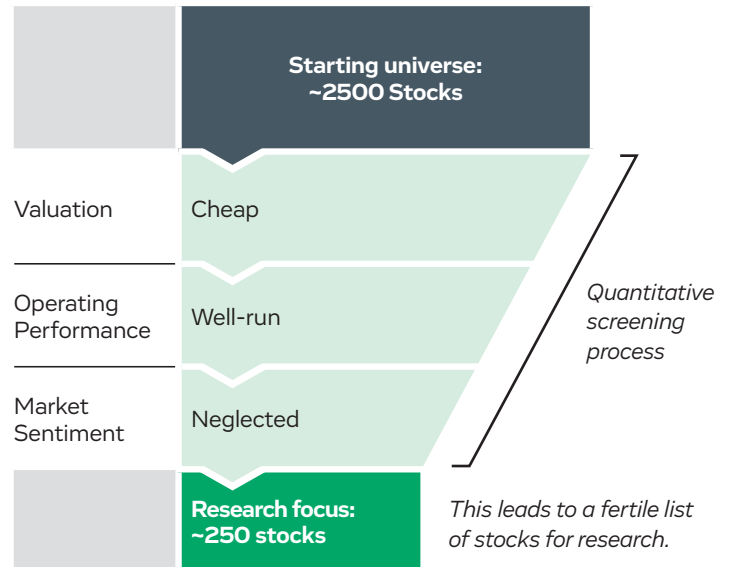 Starting universe:
~2500 Stocks
Valuation
Cheap
Operating
Performance
Well-run
Quantitative
screening
process
Market
Sentiment
Neglected
Research focus:
~250 stocks
This leads to a fertile list
of stocks for research.